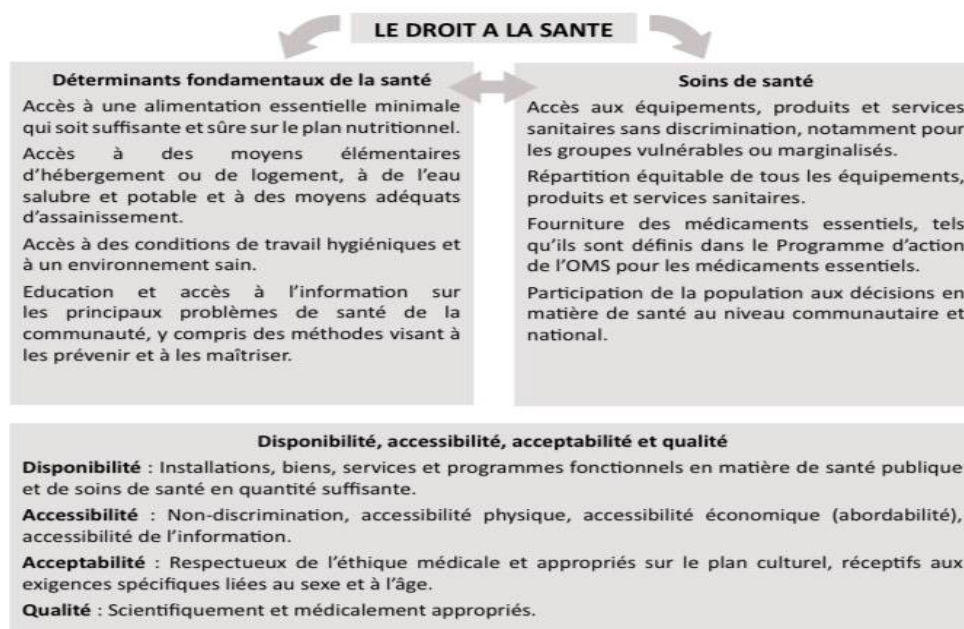 LE DROIT A LA SANTE
Déterminants fondamentaux de la santé
Accès à une alimentation essentielle minimale
qui soit suffisante et sûre sur le plan nutritionnel.
Accès à des moyens élémentaires
d'hébergement ou de logement, à de l'eau
salubre et potable et à des moyens adéquats
d'assainissement.
Accès à des conditions de travail hygiéniques et
à un environnement sain.
Education et accès à l'information sur
les principaux problèmes de santé de la
communauté, y compris des méthodes visant à
les prévenir et à les maîtriser.
Soins de santé
Accès aux équipements, produits et services
sanitaires sans discrimination, notamment pour
les groupes vulnérables ou marginalisés.
Répartition équitable de tous les équipements,
produits et services sanitaires.
Fourniture des médicaments essentiels, tels
qu'ils sont définis dans le Programme d'action
de l'OMS pour les médicaments essentiels.
Participation de la population aux décisions en
matière de santé au niveau communautaire et
national.
Disponibilité, accessibilité, acceptabilité et qualité
Disponibilité : Installations, biens, services et programmes fonctionnels en matière de santé publique
et de soins de santé en quantité suffisante.
Accessibilité : Non-discrimination, accessibilité physique, accessibilité économique (abordabilité),
accessibilité de l'information.
Acceptabilité : Respectueux de l'éthique médicale et appropriés sur le plan culturel, réceptifs aux
exigences spécifiques liées au sexe et à l'âge.
Qualité : Scientifiquement et médicalement appropriés.